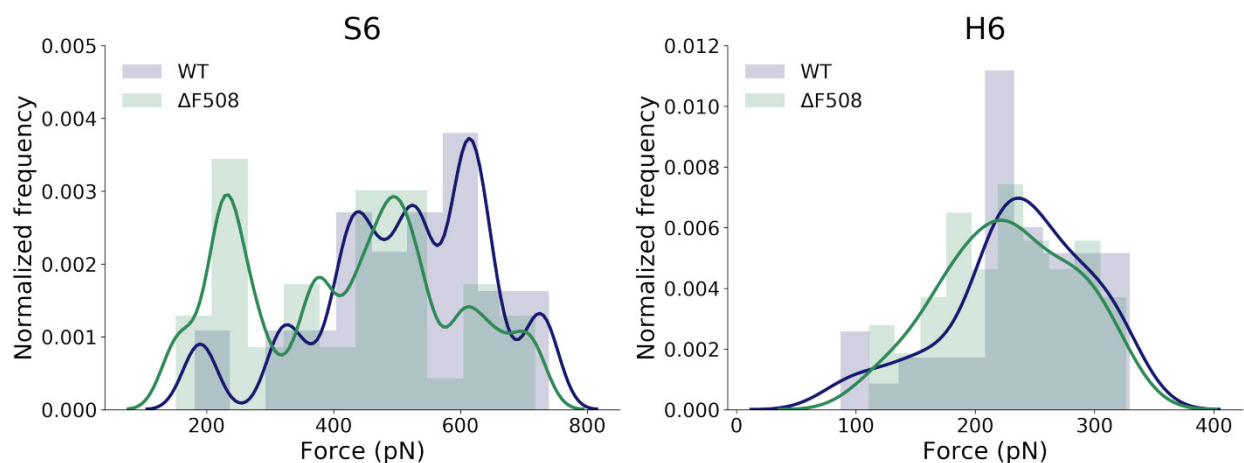 S6
Normalized frequency
0.005
0.004
0.003
0.002
0.001
0.000
WT
ΔF508
200
400
600
800
Force (pN)
H6
Normalized frequency
0.012
0.010
0.008
0.006
0.004
0.002
0.000
WT
ΔF508
0
100
200
300
400
Force (pN)